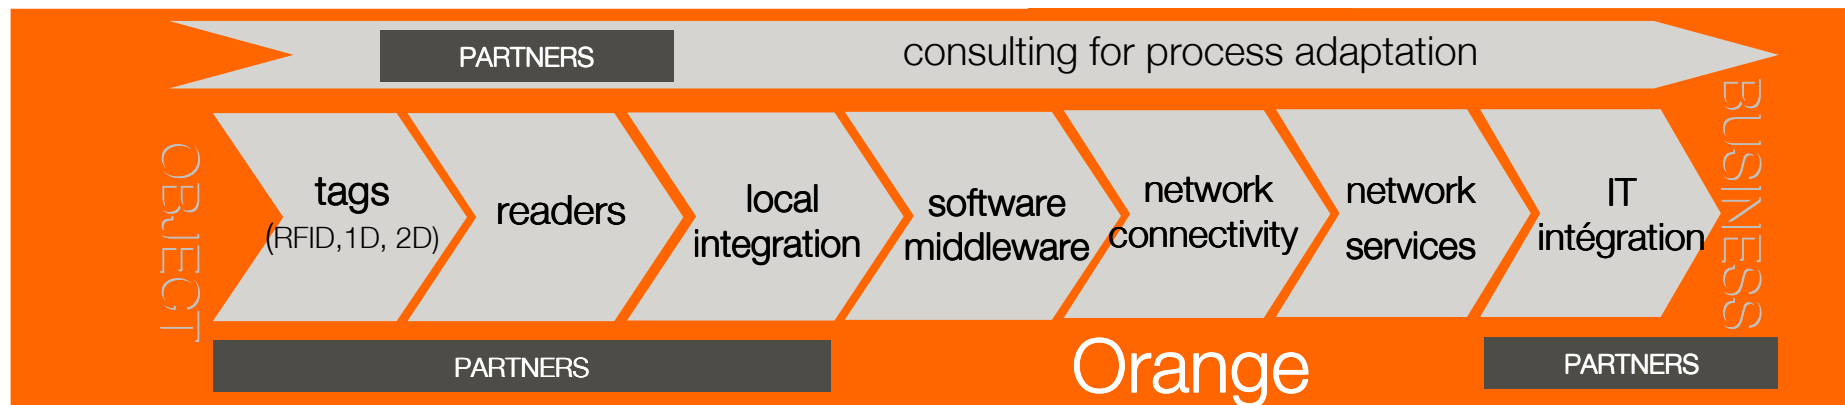 PARTNERS
consulting for process adaptation
OBJECT
tags
(RFID,1D, 2D)
readers
local
integration
software
middleware
network
connectivity
network
services
IT
intégration
BUSINESS
PARTNERS
Orange
PARTNERS